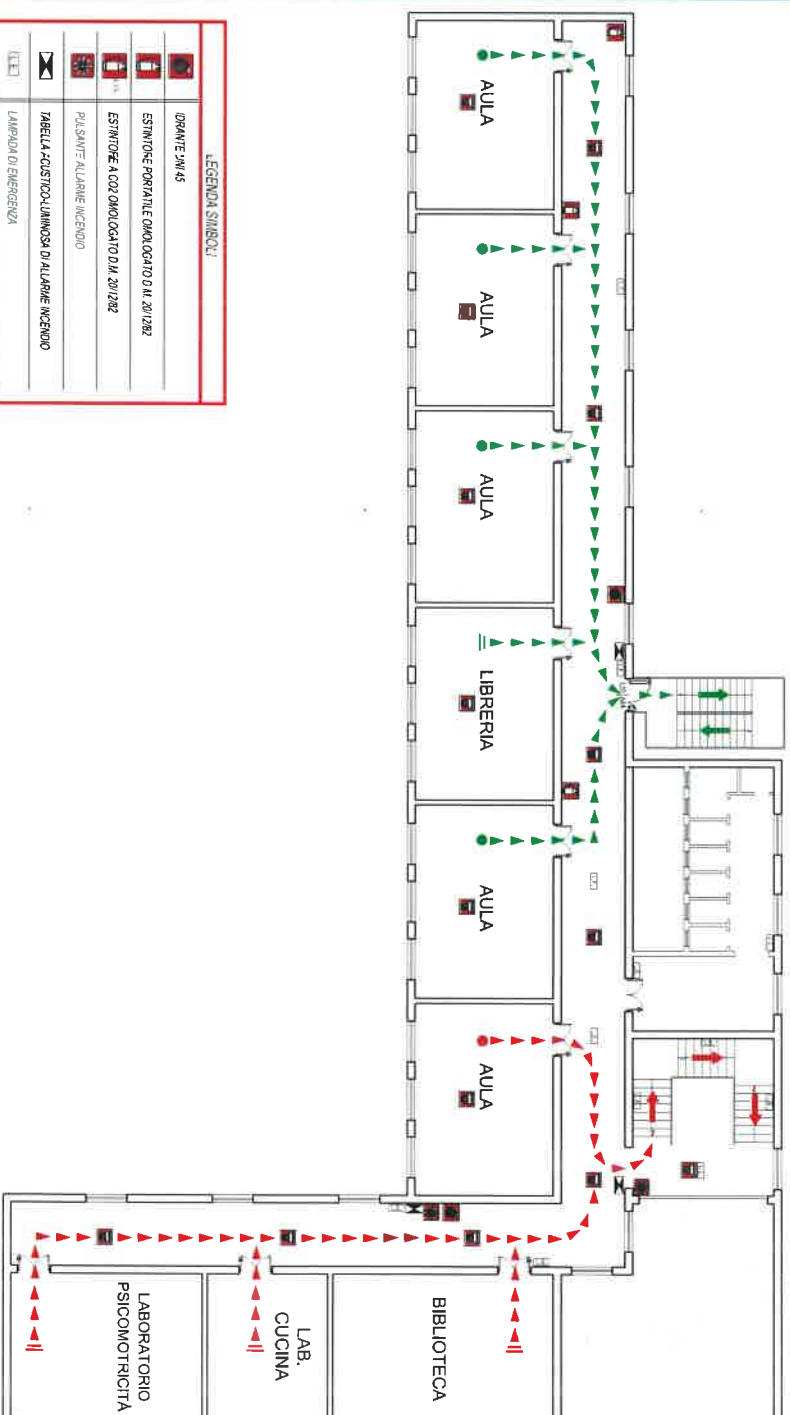 AULA
AULA
AULA
LIBRERIA
AULA
AULA
BIBLIOTECA
LAB.
CUCINA
LABORATORIO
PSICOMOTRICITÀ
LEGENDA SIMBOLI
IDRANTE UNI 45
ESTINTORE PORTATILE OMOLOGATO D.M. 20/12/82
ESTINTORE A CO2 OMOLOGATO D.M. 20/12/82
PULSANTE ALLARME INCENDIO
TABELLA ACUSTICO-LUMINOSA DI ALLARME INCENDIO
L.E.
LAMPADA DI EMERGENZA